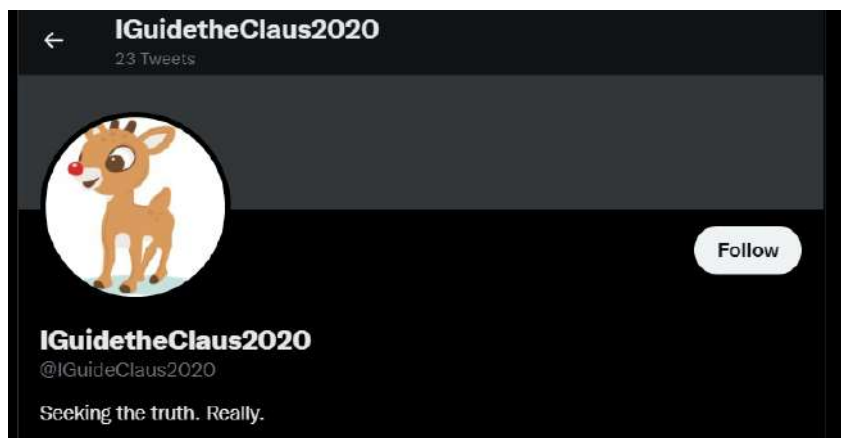 IGuidetheClaus2020
23 Tweets
Follow
IGuidetheClaus2020
@IGuideClaus2020
Seeking the truth. Really.